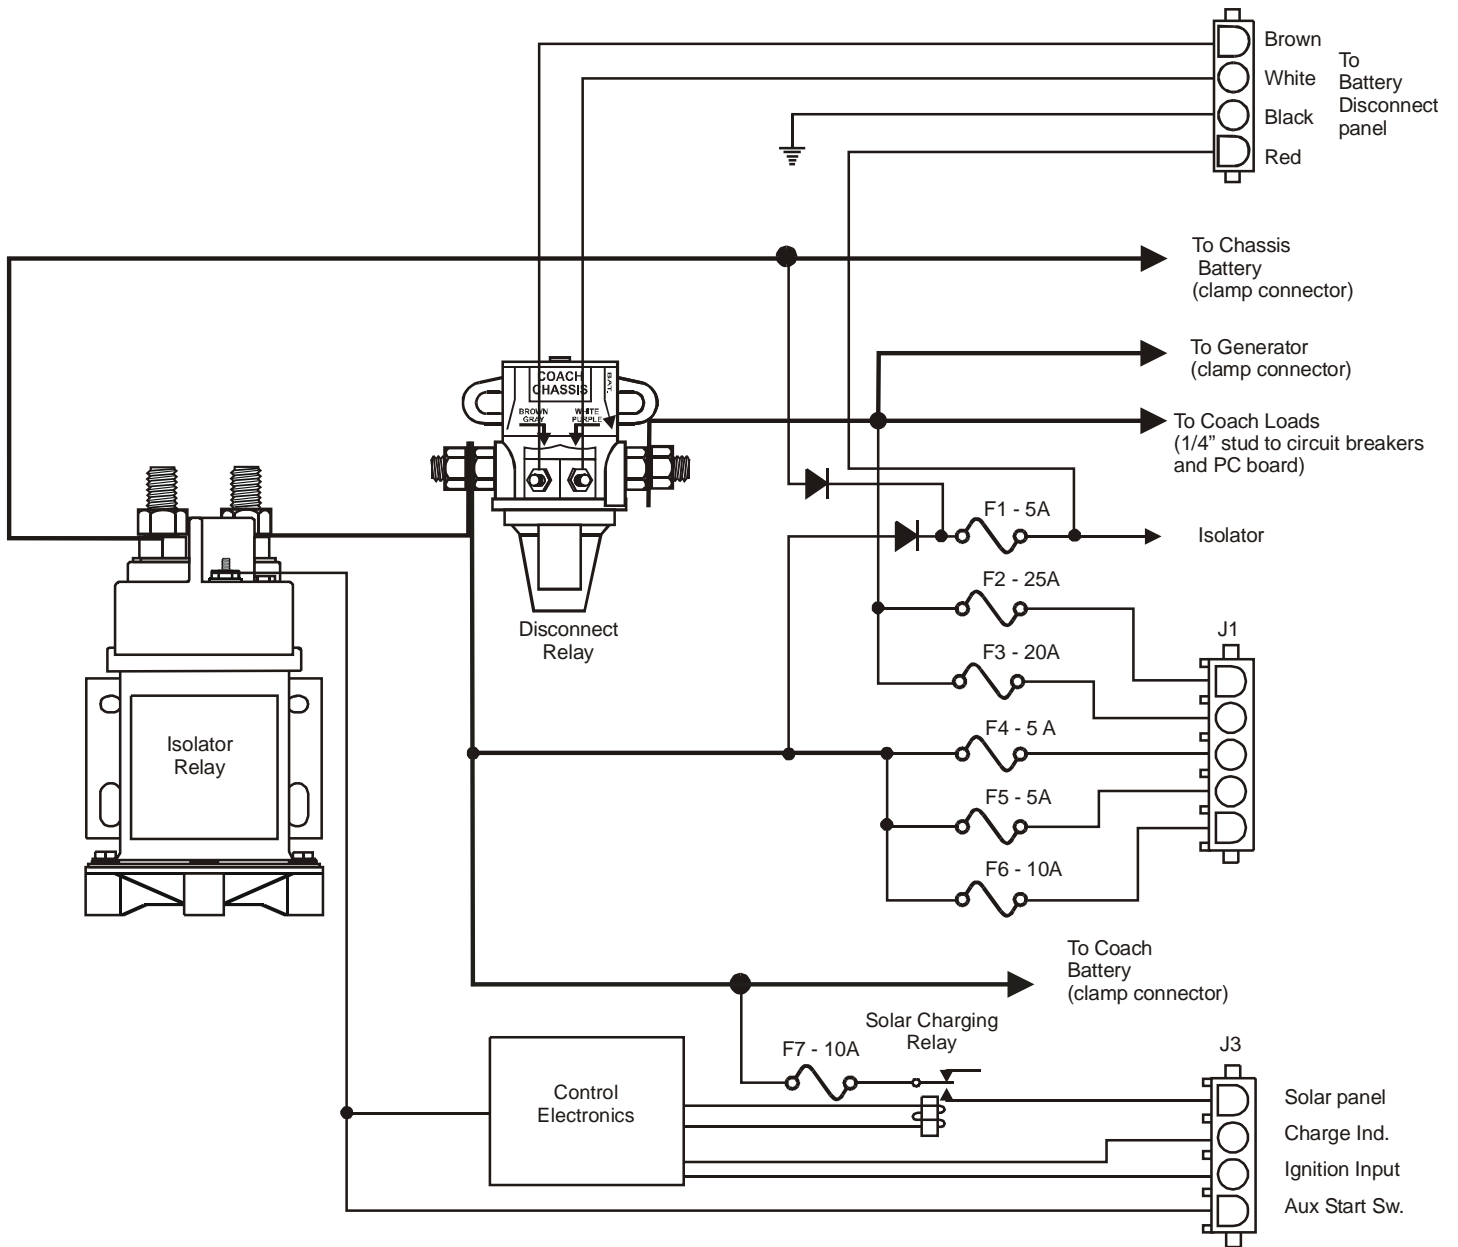 Brown
White
Black
Red
To
Battery
Disconnect
panel
To Chassis
Battery
(clamp connector)
To Generator
(clamp connector)
To Coach Loads
(1/4” stud to circuit breakers
and PC board)
COACH
CHASSIS
BAT.
BROWN
GRAY
WHITE
PURPLE
Disconnect
Relay
F1 - 5A
Isolator
F2 - 25A
F3 - 20A
F4 - 5 A
F5 - 5A
F6 - 10A
J1
Isolator
Relay
To Coach
Battery
(clamp connector)
Solar Charging
Relay
F7 - 10A
Control
Electronics
J3
Solar panel
Charge Ind.
Ignition Input
Aux Start Sw.